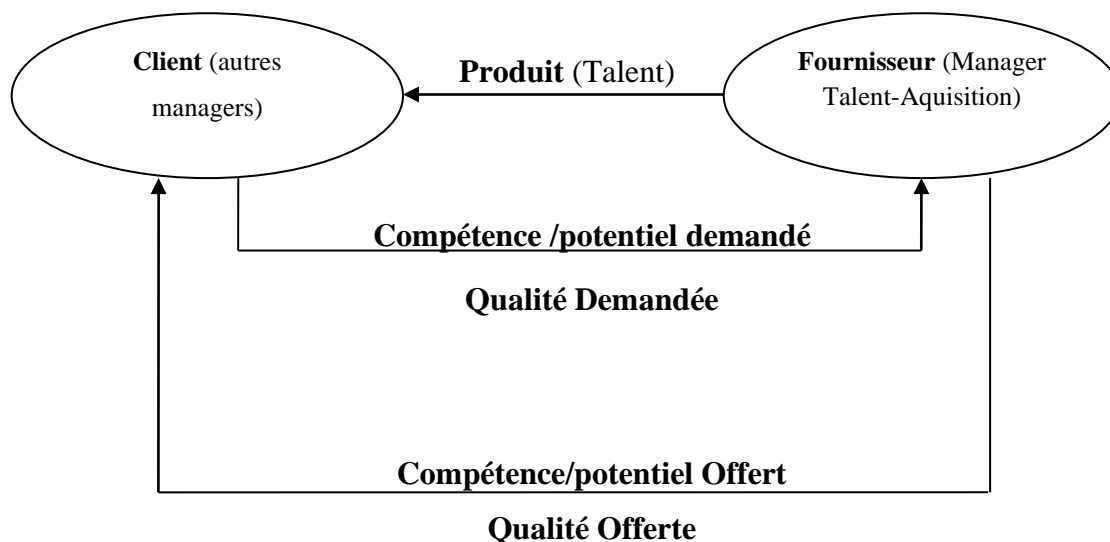 Client (autres
managers)
Produit (Talent)
Fournisseur (Manager
Talent-Aquisition)
Compétence /potentiel demandé
Qualité Demandée
Compétence/potentiel Offert
Qualité Offerte